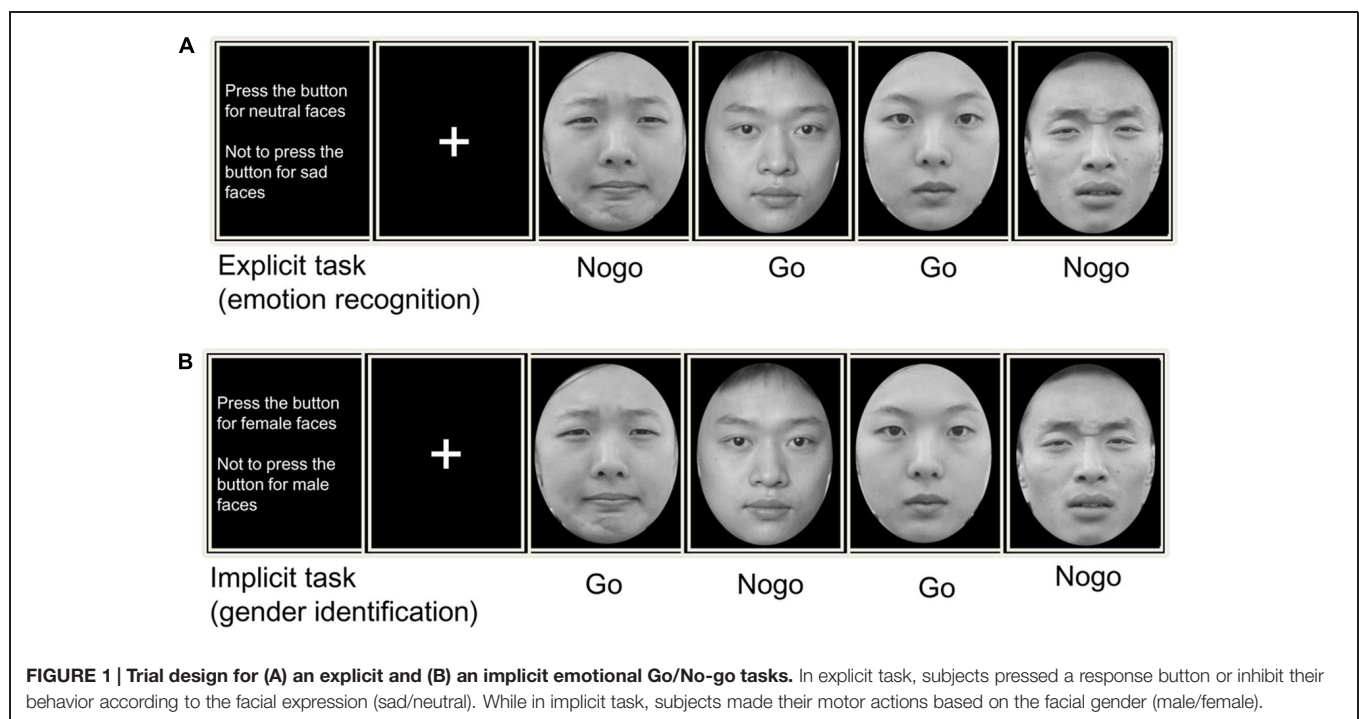 A
Press the button
for neutral faces
Not to press the
button for sad
faces
Explicit task
(emotion recognition)
Nogo
Go
Go
Nogo
B
Press the button
for female faces
Not to press the
button for male
faces
Implicit task
(gender identification)
Go
Nogo
Go
Nogo
FIGURE 1 | Trial design for (A) an explicit and (B) an implicit emotional Go/No-go tasks. In explicit task, subjects pressed a response button or inhibit their
behavior according to the facial expression (sad/neutral). While in implicit task, subjects made their motor actions based on the facial gender (male/female).